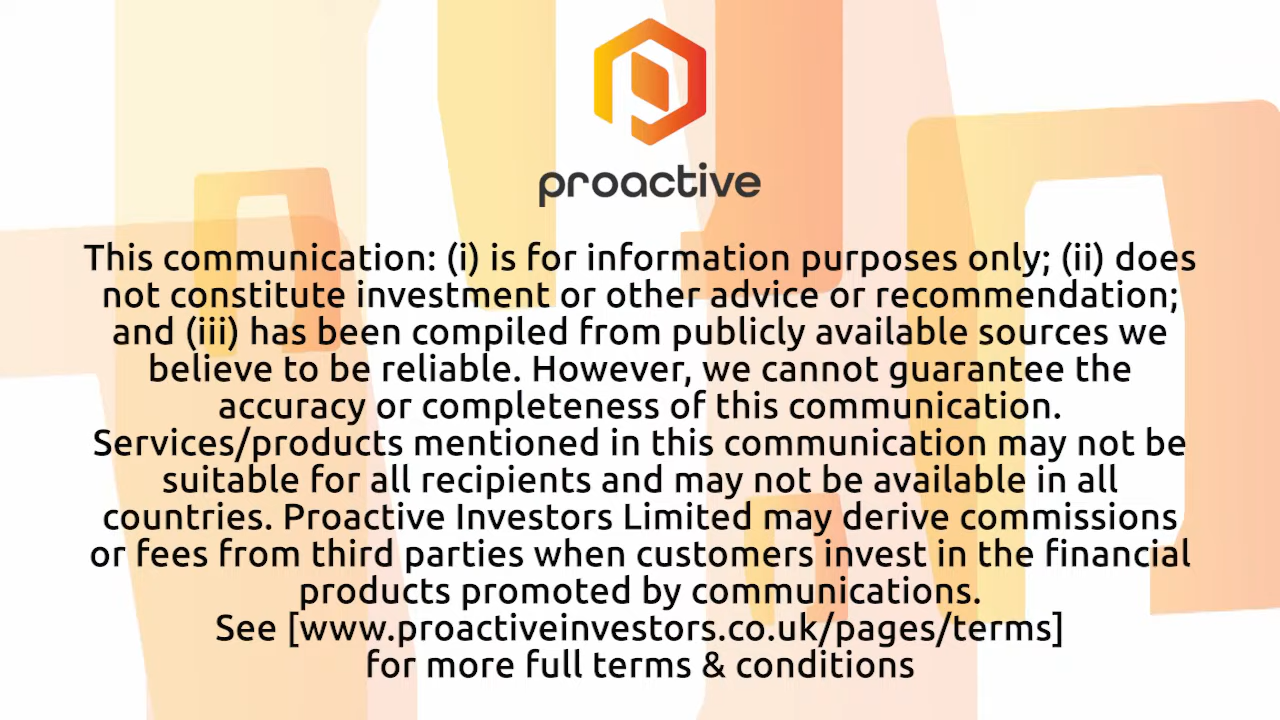 proactive
This communication: (i) is for information purposes only; (ii) does
not constitute investment or other advice or recommendation;
and (iii) has been compiled from publicly available sources we
believe to be reliable. However, we cannot guarantee the
accuracy or completeness of this communication.
Services/products mentioned in this communication may not be
suitable for all recipients and may not be available in all
countries. Proactive Investors Limited may derive commissions
or fees from third parties when customers invest in the financial
products promoted by communications.
See [www.proactiveinvestors.co.uk/pages/terms]
for more full terms & conditions